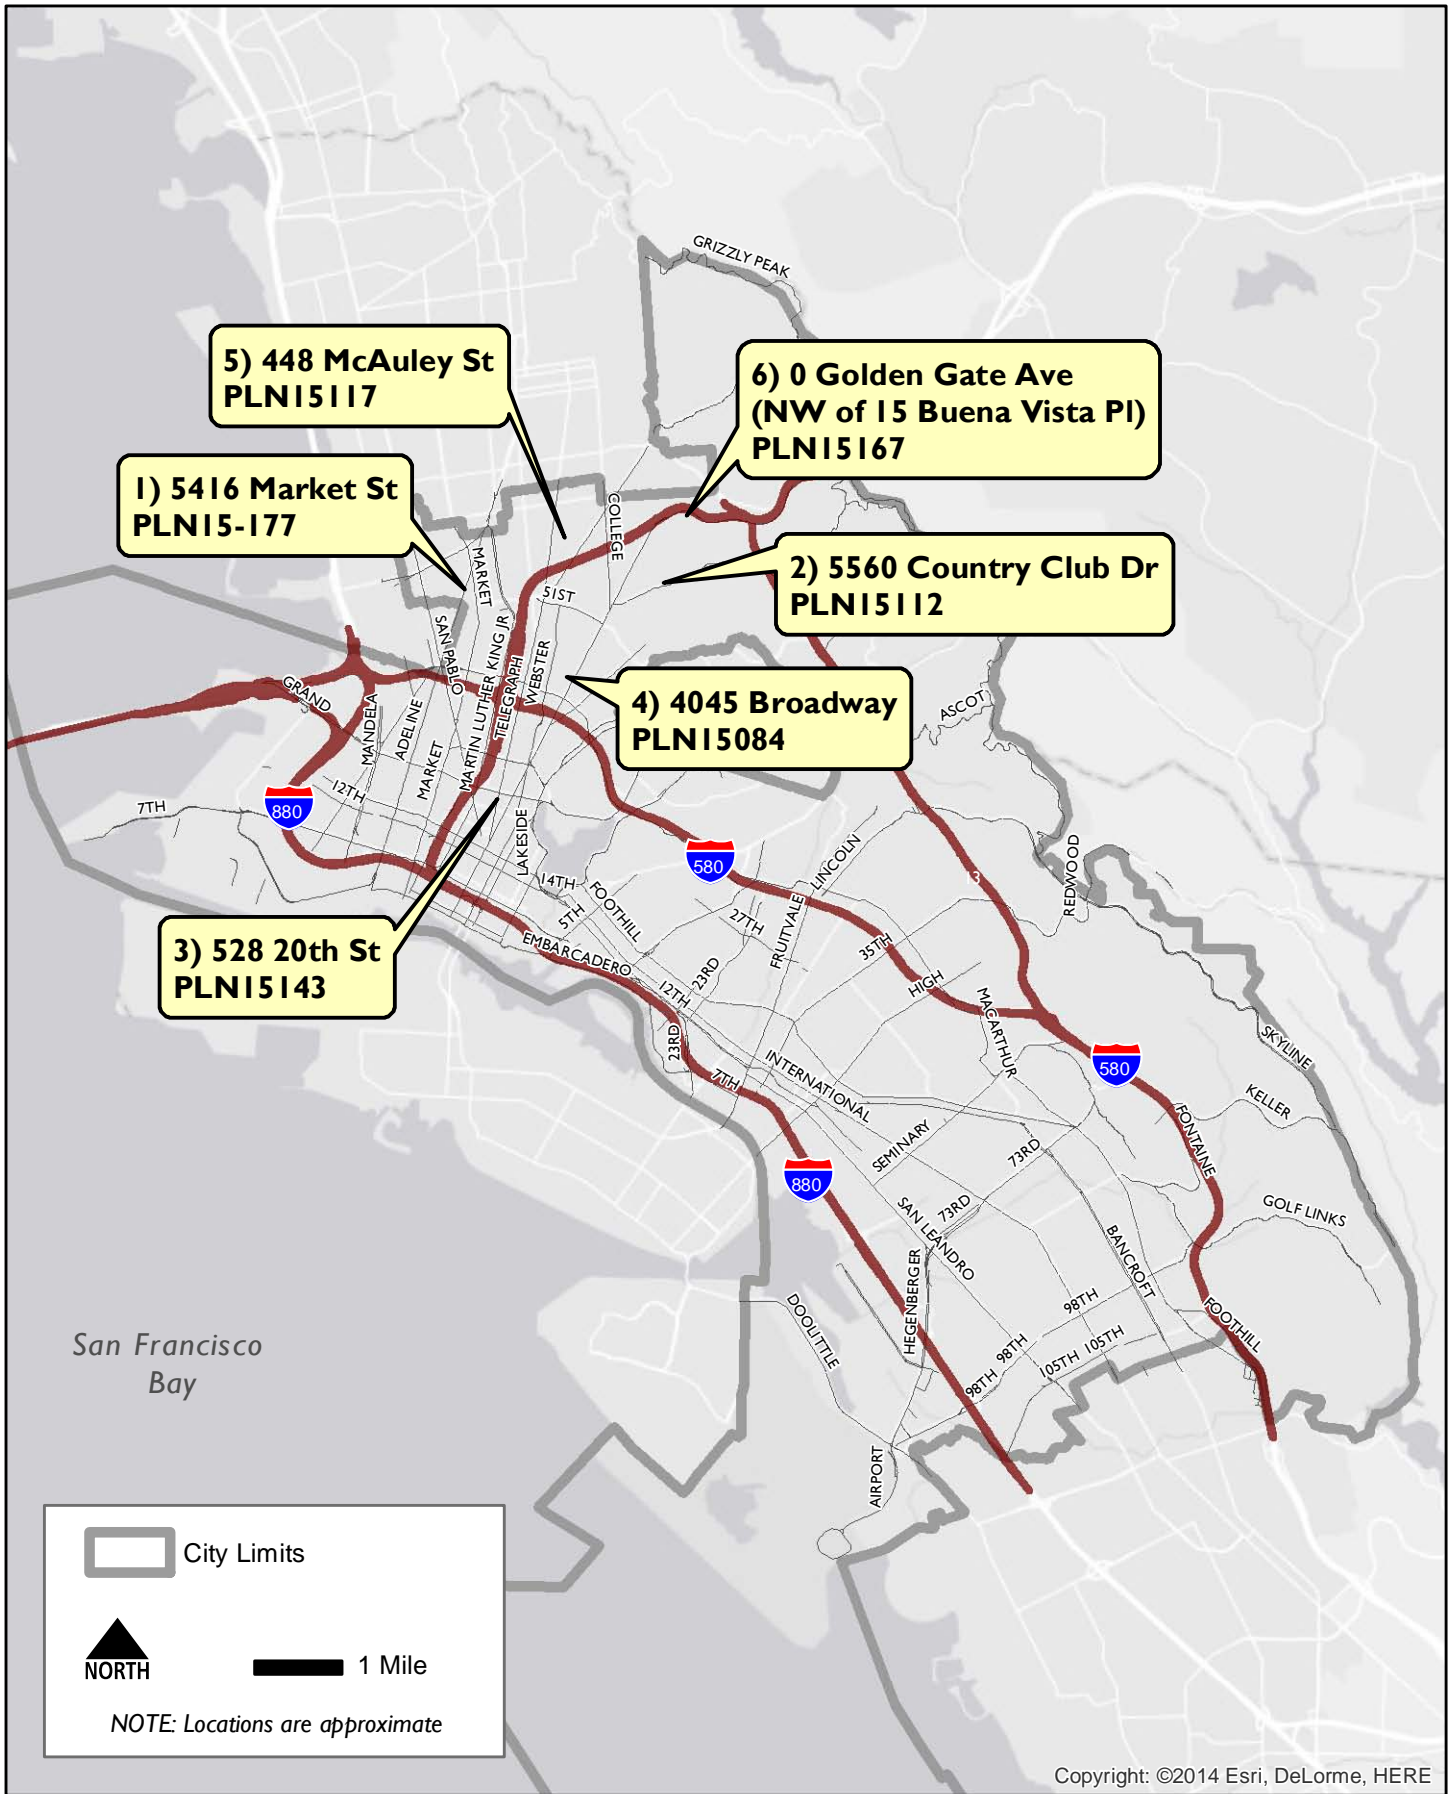 GRIZZLY PEAK
5) 448 McAuley St
PLN15117
6) 0 Golden Gate Ave
(NW of 15 Buena Vista Pl)
PLN15167
1) 5416 Market St
PLN15-177
COLLEGE
MARKET
2) 5560 Country Club Dr
PLN15112
51ST
SAN PABLO
MARTIN LUTHER KING JR
TELEGRAPH
WEBSTER
4) 4045 Broadway
PLN15084
GRAND
MANDELA
ADELINE
MARKET
ASCOT
12TH
7TH
880
LAKESIDE
580
14TH
FOOTHILL
5TH
27TH
FRUITVALE
LINCOLN
13
REDWOOD
3) 528 20th St
PLN15143
EMBARCADERO
23RD
12TH
35TH
HIGH
MACARTHUR
23RD
7TH
INTERNATIONAL
580
SKYLINE
KELLER
FONTAINE
SEMINARY
73RD
880
73RD
SAN LEANDRO
GOLF LINKS
BANCROFT
HEGENBERGER
DOOLITTLE
98TH
FOOTHILL
98TH
105TH
105TH
98TH
AIRPORT
San Francisco
Bay
City Limits
NORTH
1 Mile
NOTE: Locations are approximate
Copyright: ©2014 Esri, DeLorme, HERE